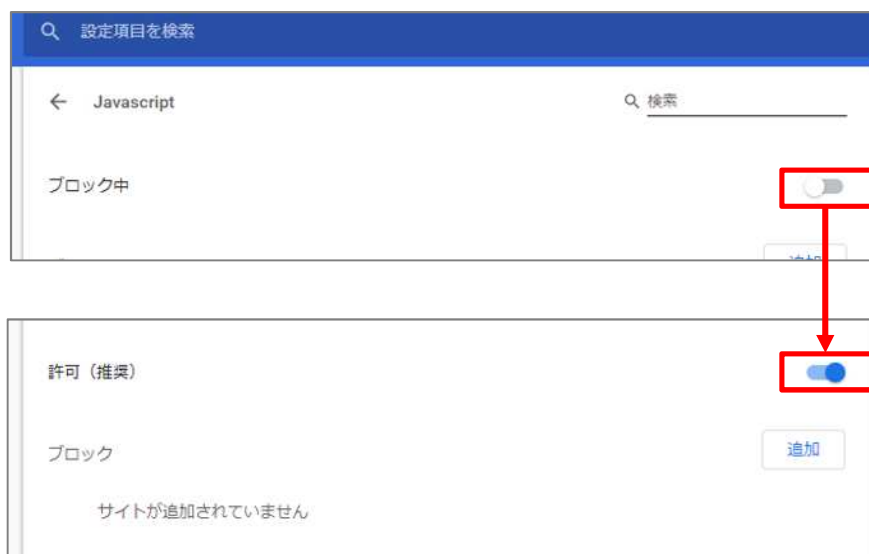 設定項目を検索
Javascript
検索
ブロック中
許可（推奨）
ブロック
追加
サイトが追加されていません